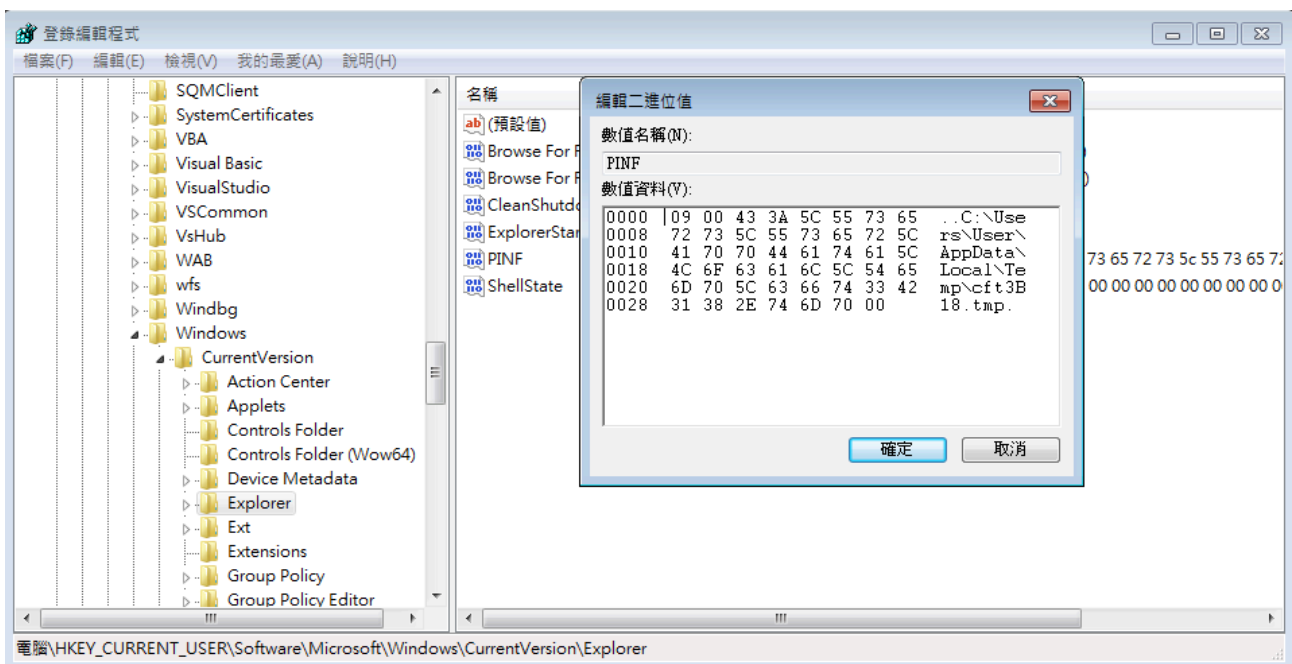 登錄編輯程式
檔案(F) 編輯(E) 檢視(V) 我的最愛(A) 說明(H)
SQMClient
SystemCertificates
VBA
Visual Basic
VisualStudio
VSCommon
VsHub
WAB
wfs
Windbg
Windows
CurrentVersion
Action Center
Applets
Controls Folder
Controls Folder (Wow64)
Device Metadata
Explorer
Ext
Extensions
Group Policy
Group Policy Editor
名稱
(預設值)
Browse For F
Browse For F
CleanShutdo
ExplorerStar
PINF
ShellState
73 65 72 73 5c 55 73 65 72
00 00 00 00 00 00 00 00 0
編輯二進位值
數值名稱(N):
PINF
數值資料(V):
0000 09 00 43 3A 5C 55 73 65 ..C:\Use
0008 72 73 5C 55 73 65 72 5C rs\User\
0010 41 70 70 44 61 74 61 5C AppData\
0018 4C 6F 63 61 6C 5C 54 65 Local\Te
0020 6D 70 5C 63 66 74 33 42 mp\cft3B
0028 31 38 2E 74 6D 70 00 18.tmp.
確定 取消
電腦\HKEY_CURRENT_USER\Software\Microsoft\Windows\CurrentVersion\Explorer